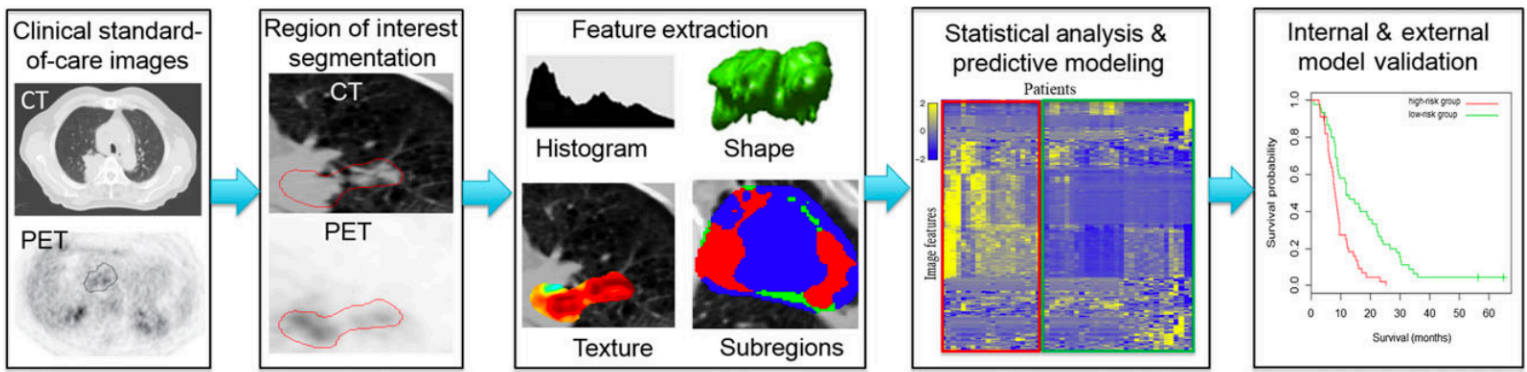 Clinical standard-
of-care images
CT
PET
Region of interest
segmentation
CT
PET
Feature extraction
Histogram
Shape
Texture
Subregions
Statistical analysis &
predictive modeling
Patients
2
0
−2
Image features
Internal & external
model validation
high-risk group
low-risk group
Survival probability
1.0
0.8
0.6
0.4
0.2
0.0
0 10 20 30 40 50 60
Survival (months)